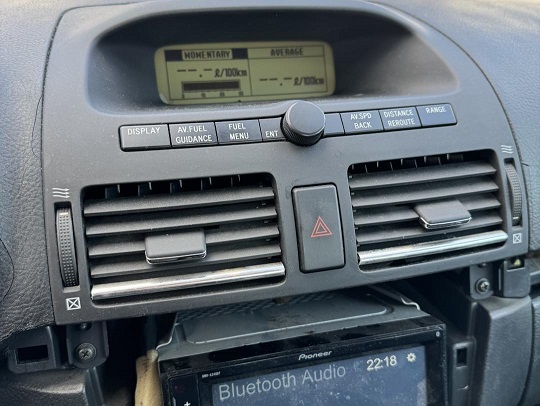 MOMENTARY AVERAGE
--.- ℓ/100km --.- ℓ/100km
DISPLAY AV.FUEL GUIDANCE FUEL MENU ENT AV.SPD BACK DISTANCE REROUTE RANGE
Pioneer
22:18
Bluetooth Audio